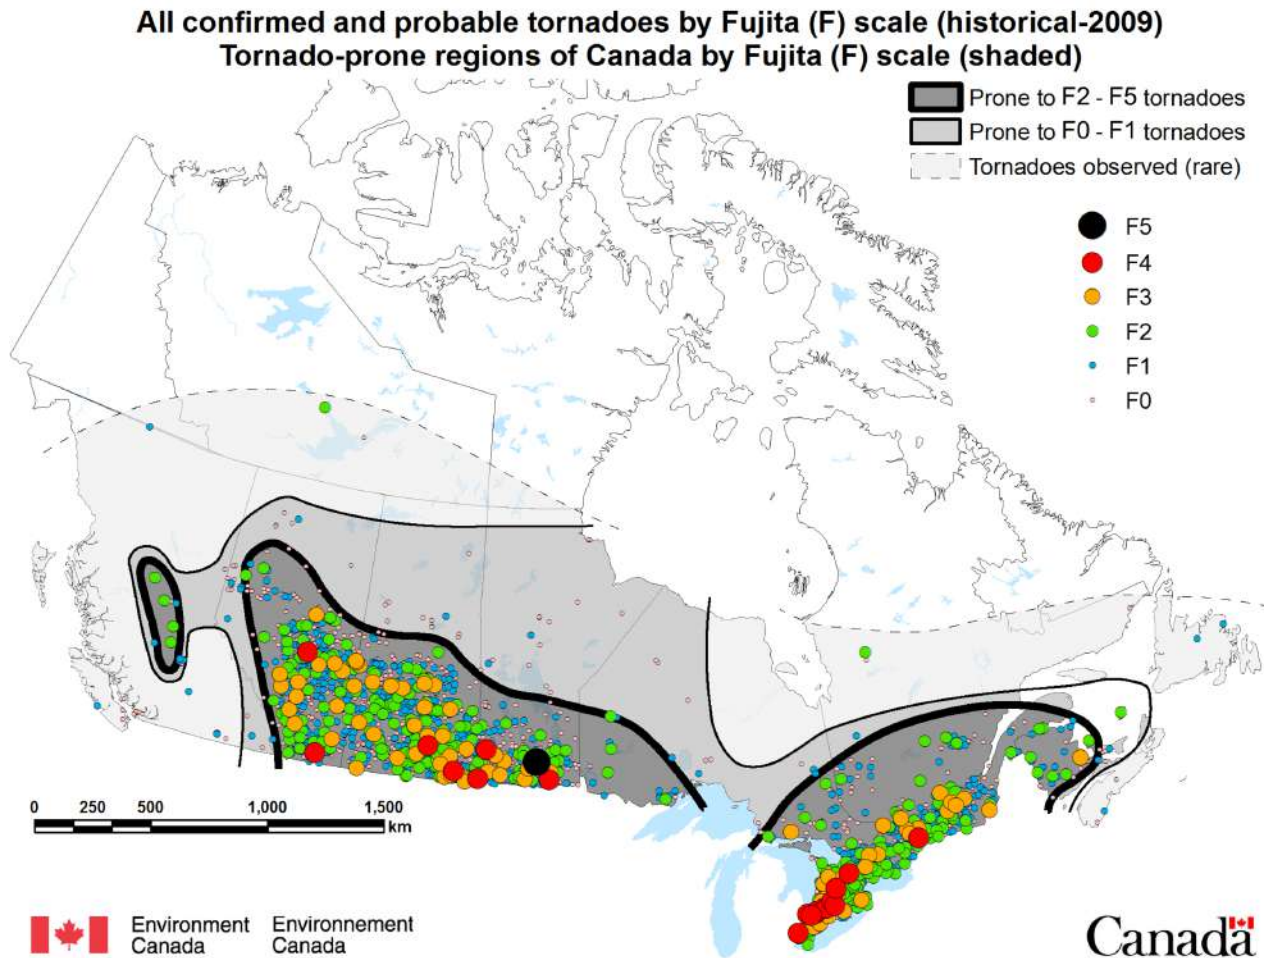 All confirmed and probable tornadoes by Fujita (F) scale (historical-2009)
Tornado-prone regions of Canada by Fujita (F) scale (shaded)
Prone to F2 - F5 tornadoes
Prone to F0 - F1 tornadoes
Tornadoes observed (rare)
F5
F4
F3
F2
F1
F0
0 250 500 1,000 1,500
km
Environment Environnement
Canada Canada
Canada